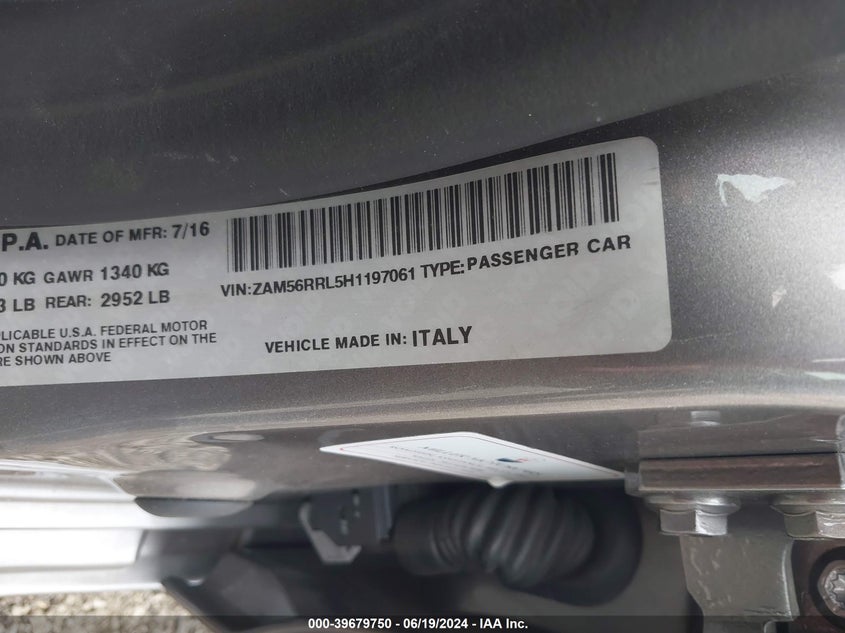 P.A. DATE OF MFR: 7/16
0 KG GAWR 1340 KG
3 LB REAR: 2952 LB
VIN:ZAM56RRL5H1197061 TYPE:PASSENGER CAR
PLICABLE U.S.A. FEDERAL MOTOR
ON STANDARDS IN EFFECT ON THE
RE SHOWN ABOVE
VEHICLE MADE IN: ITALY
000-39679750 - 06/19/2024 - IAA Inc.